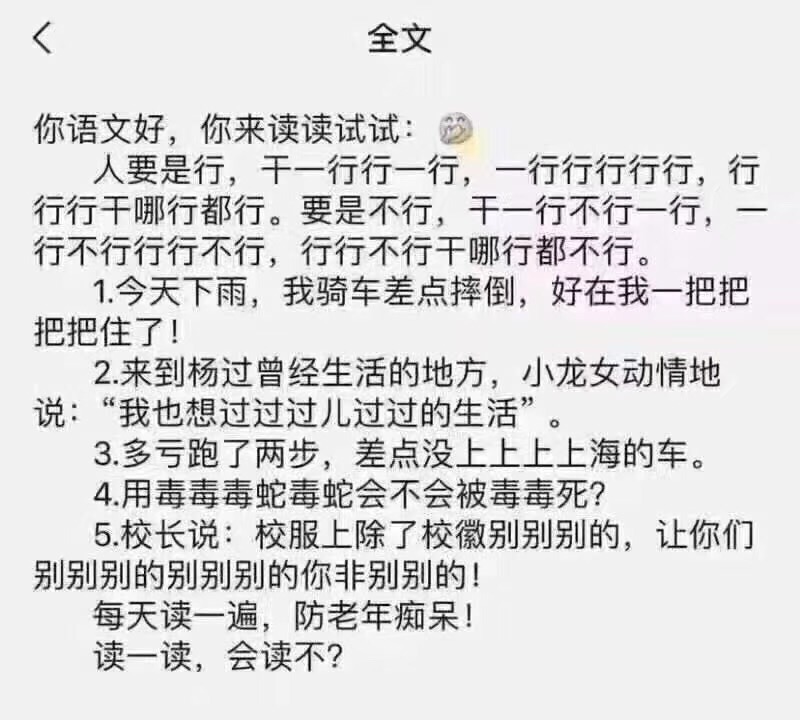 全文
你语文好，你来读读试试：
人要是行，干一行行一行，一行行行行行，行
行行干哪行都行。要是不行，干一行不行一行，一
行不行行行不行，行行不行干哪行都不行。
1.今天下雨，我骑车差点摔倒，好在我一把把
把把住了！
2.来到杨过曾经生活的地方，小龙女动情地
说：“我也想过过过儿过过的生活”。
3.多亏跑了两步，差点没上上上上海的车。
4.用毒毒毒蛇毒蛇会不会被毒毒死？
5.校长说：校服上除了校徽别别别的，让你们
别别别的别别别的你非别别的！
每天读一遍，防老年痴呆！
读一读，会读不？